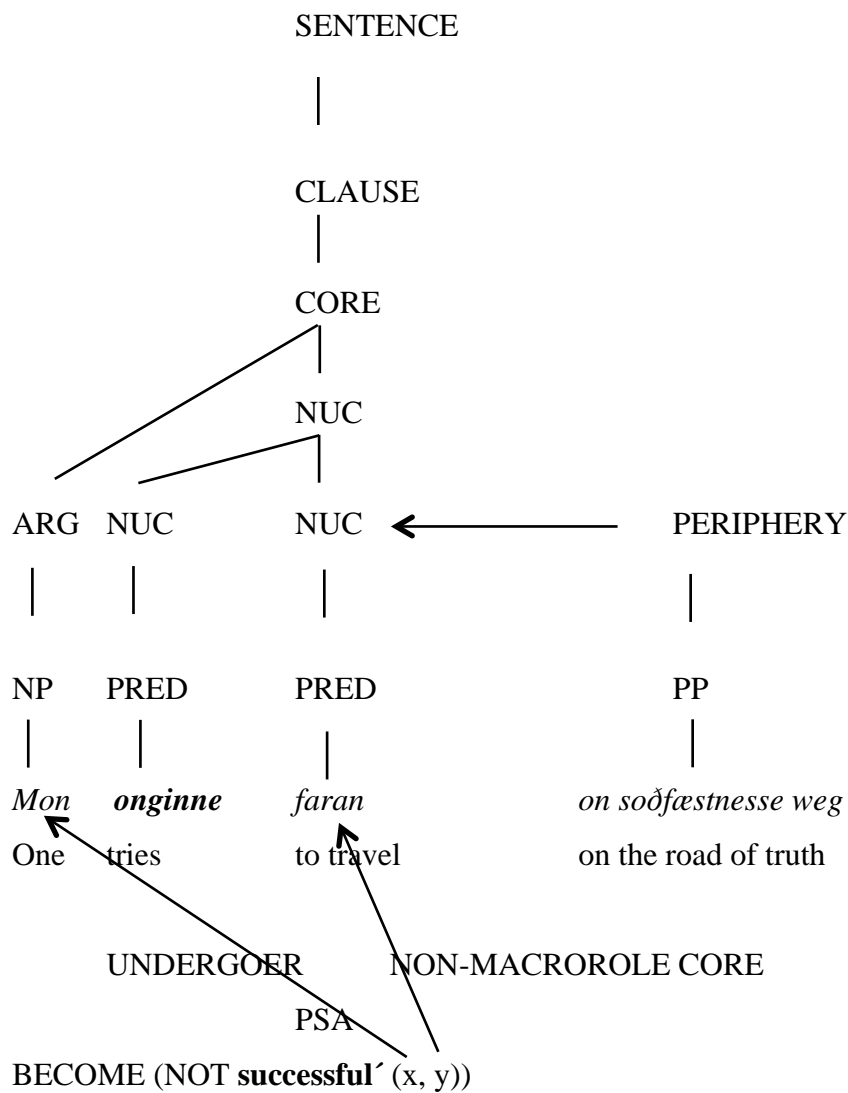 SENTENCE
CLAUSE
CORE
NUC
ARG NUC NUC PERIPHERY
NP PRED PRED PP
Mon onginne faran on soðfæstnesse weg
One tries to travel on the road of truth
UNDERGOER NON-MACROROLE CORE
PSA
BECOME (NOT successful´ (x, y))